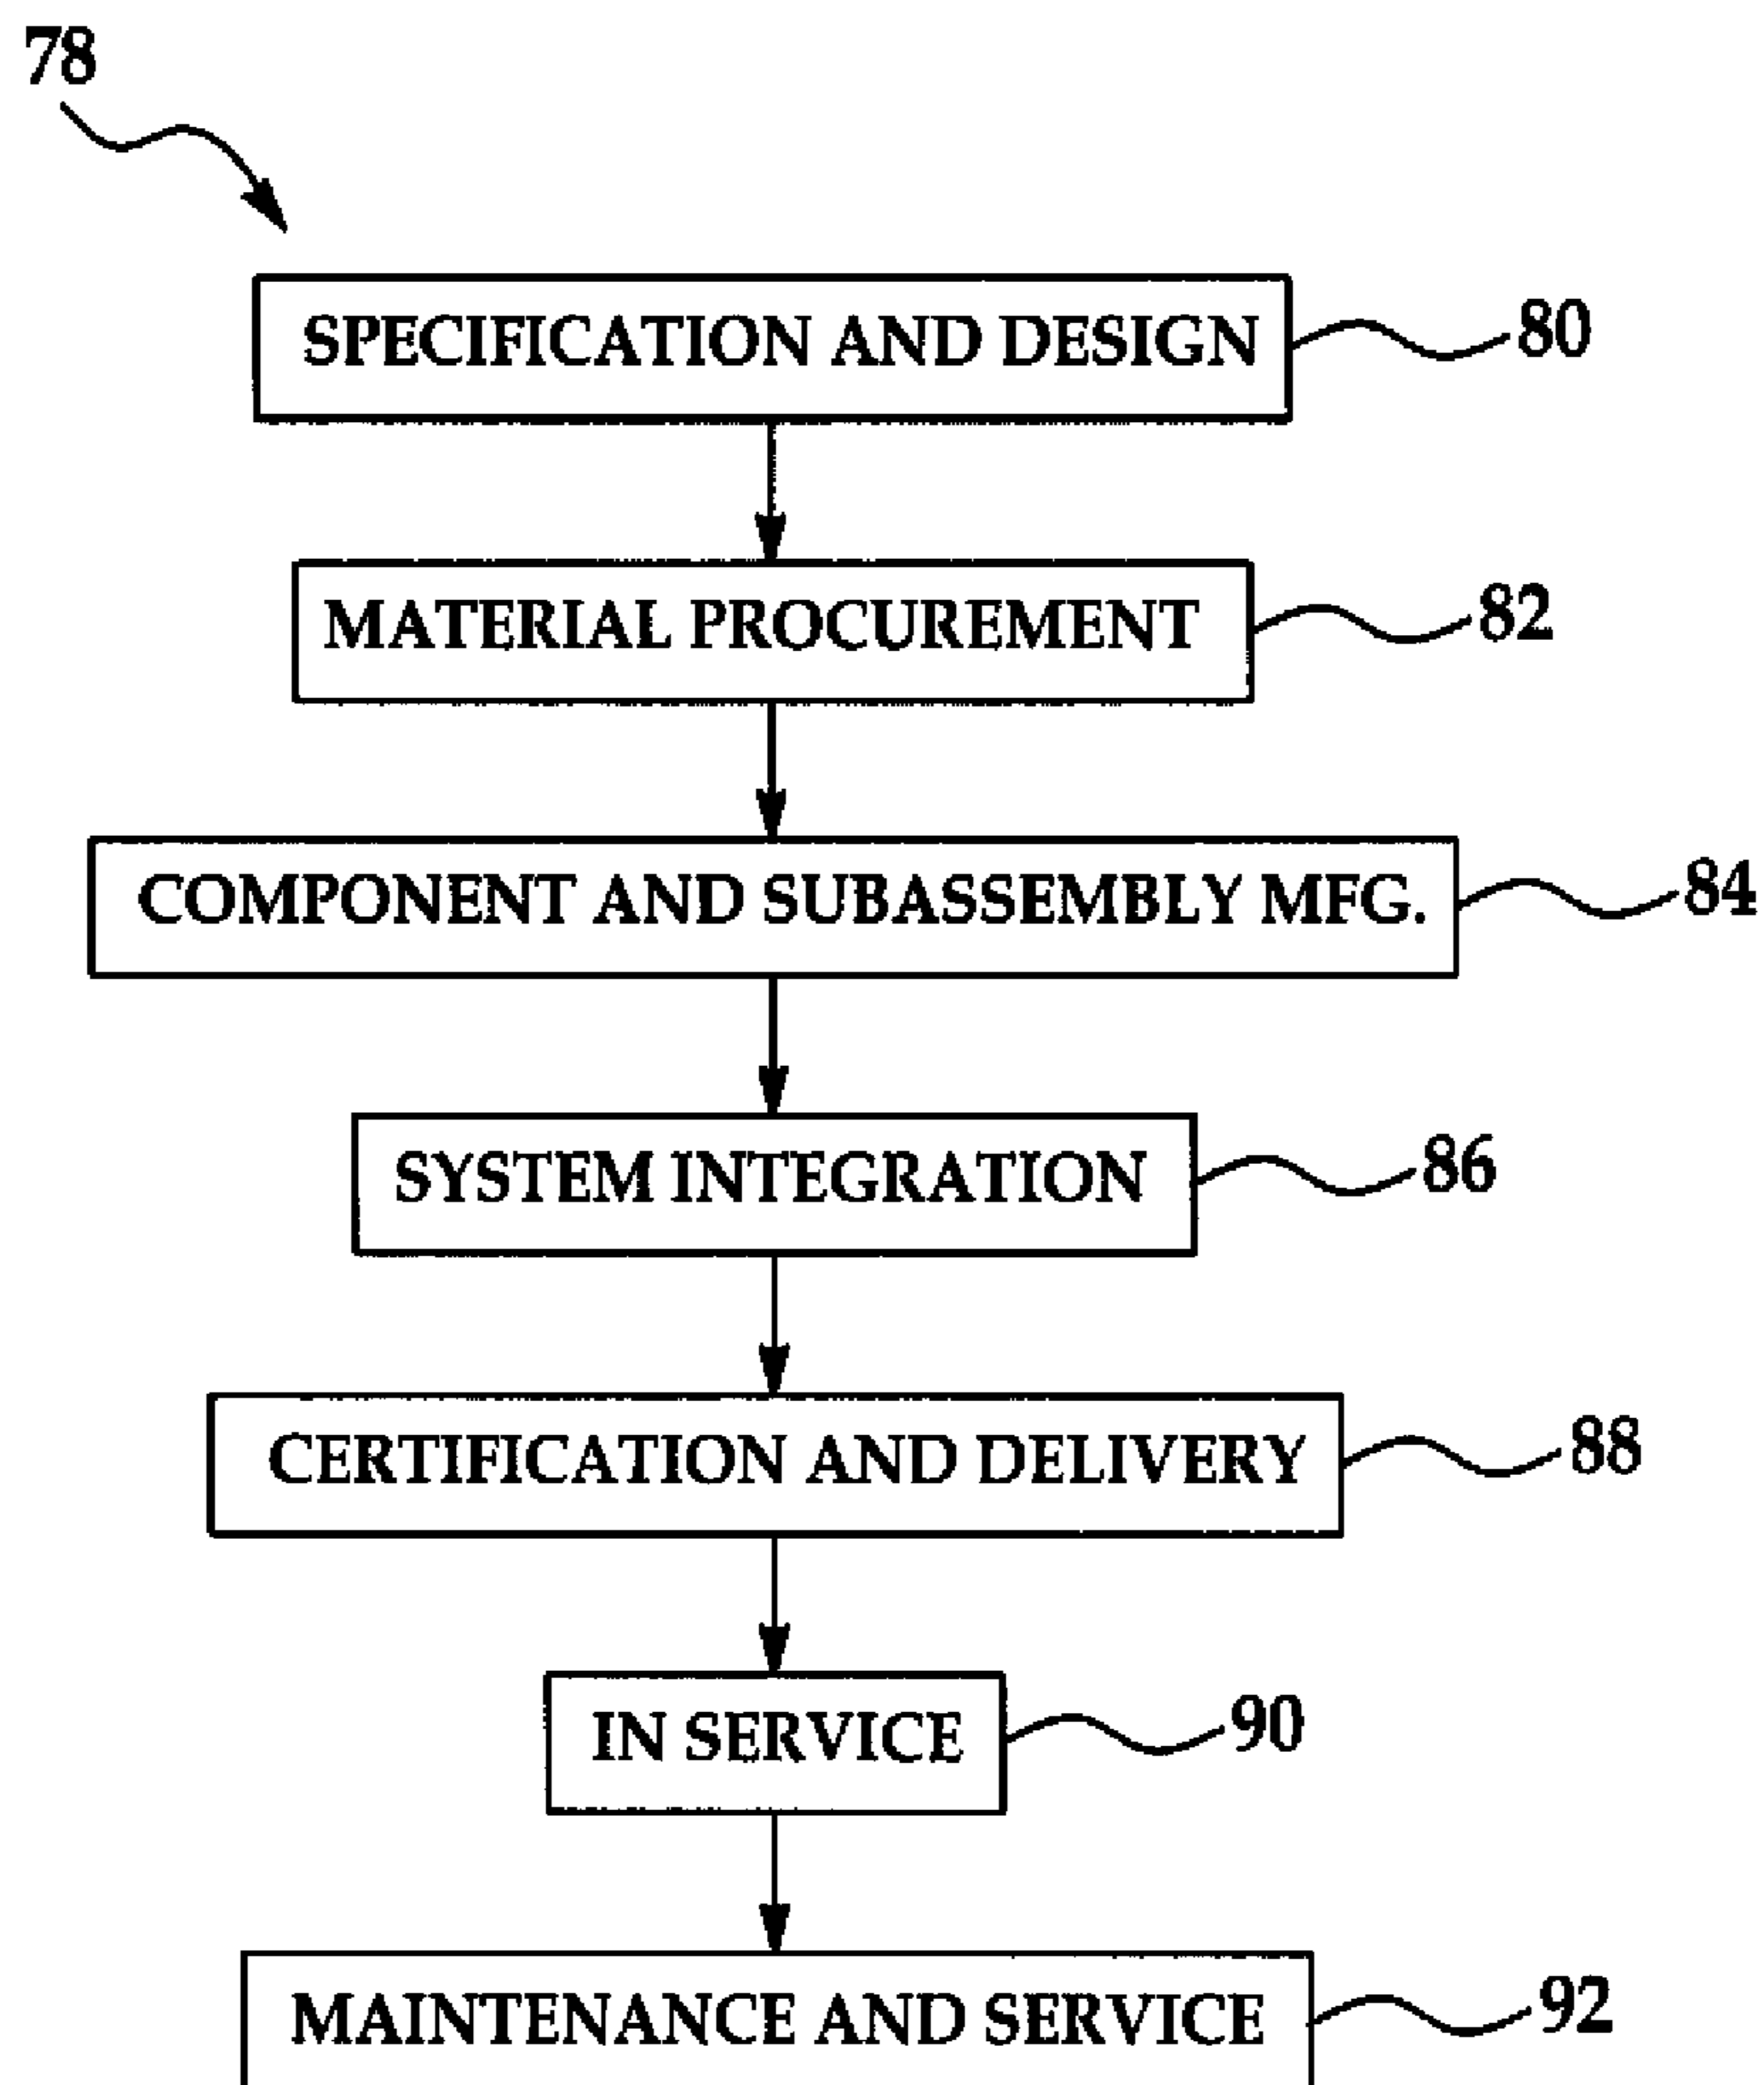 78
SPECIFICATION AND DESIGN 80
MATERIAL PROCUREMENT 82
COMPONENT AND SUBASSEMBLY MFG. 84
SYSTEM INTEGRATION 86
CERTIFICATION AND DELIVERY 88
IN SERVICE 90
MAINTENANCE AND SERVICE 92